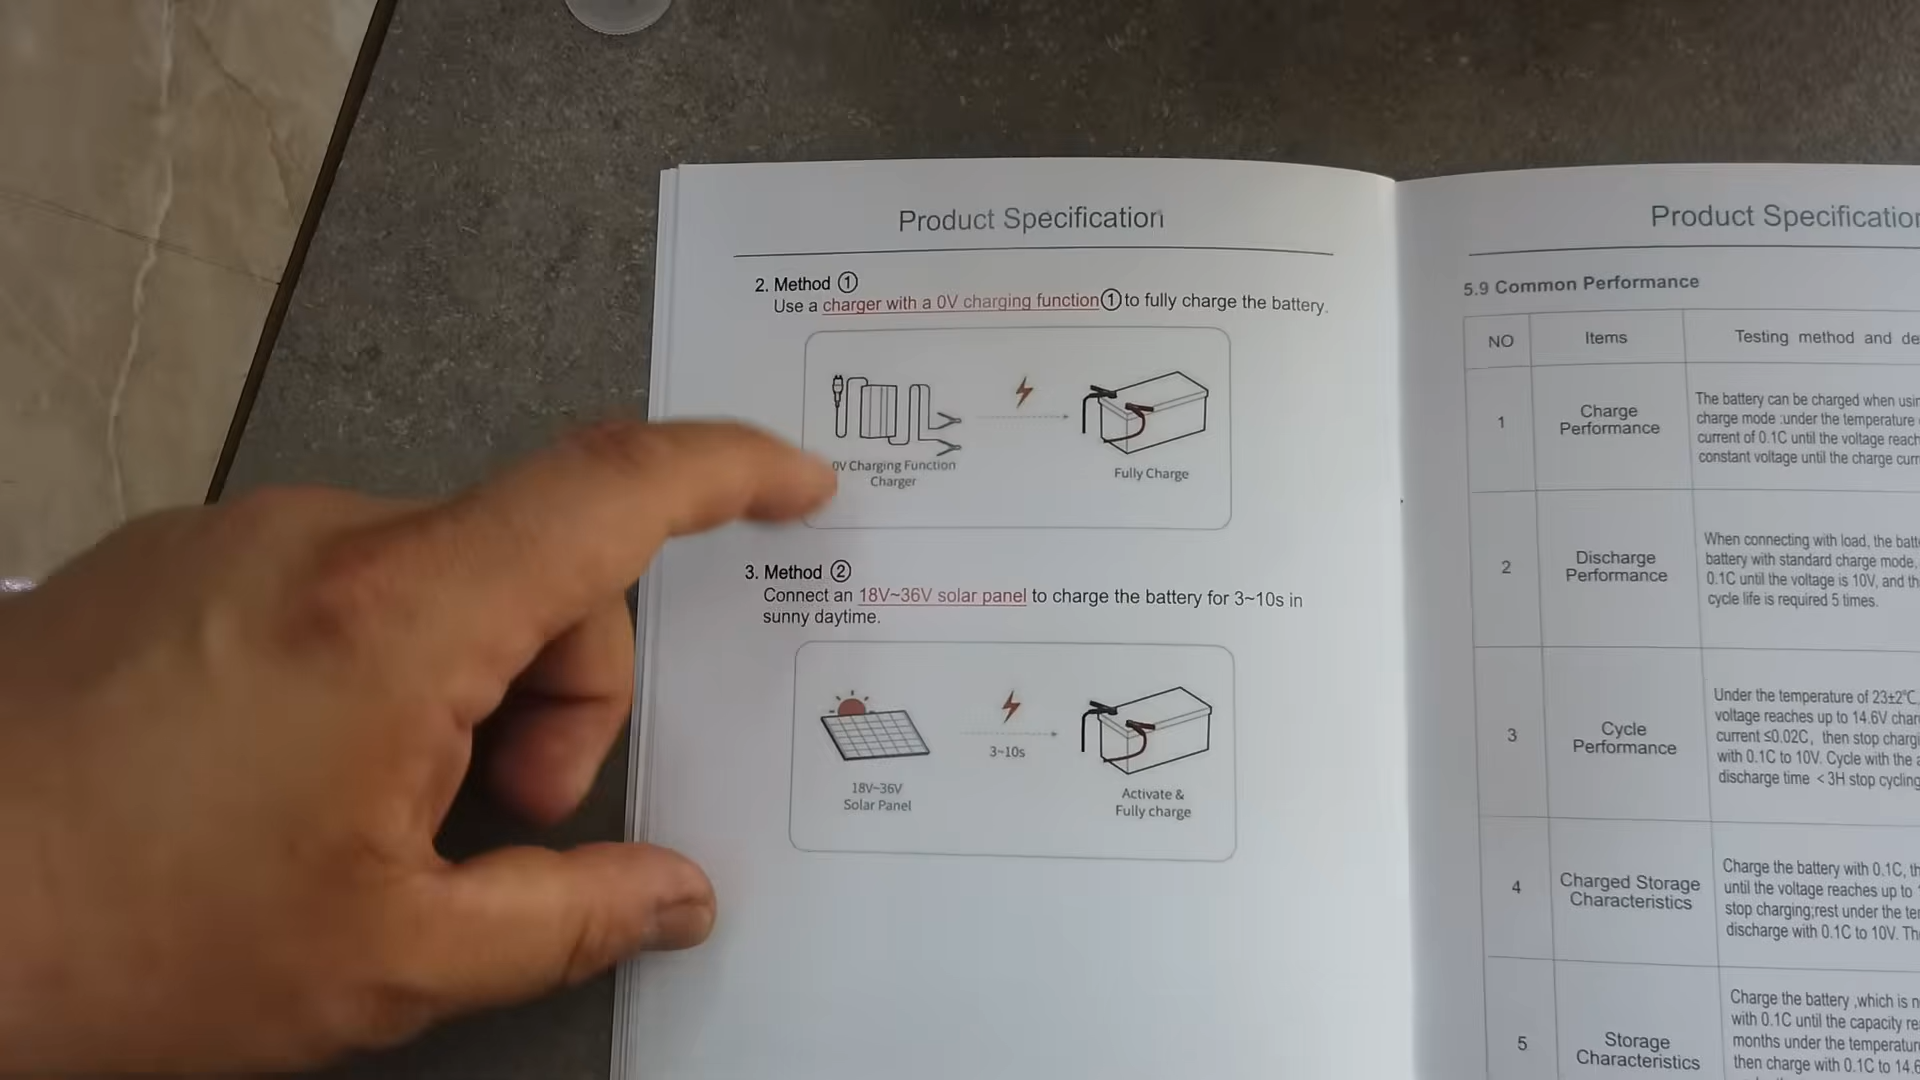 Product Specification
2. Method ①
Use a charger with a 0V charging function① to fully charge the battery.
0V Charging Function
Charger
Fully Charge
3. Method ②
Connect an 18V~36V solar panel to charge the battery for 3~10s in
sunny daytime.
3~10s
18V~36V
Solar Panel
Activate &
Fully charge
Product Specification
5.9 Common Performance
NO
Items
Testing method and
1
Charge
Performance
The battery can be charged when
charge mode :under the temperature
current of 0.1C until the voltage
constant voltage until the charge
2
Discharge
Performance
When connecting with load, the
battery with standard charge mode,
0.1C until the voltage is 10V, and
cycle life is required 5 times.
3
Cycle
Performance
Under the temperature of 23±2℃
voltage reaches up to 14.6V
current ≤0.02C, then stop
with 0.1C to 10V. Cycle with the
discharge time <3H stop cycling
4
Charged Storage
Characteristics
Charge the battery with 0.1C,
until the voltage reaches up to
stop charging;rest under the
discharge with 0.1C to 10V.
5
Storage
Characteristics
Charge the battery ,which is
with 0.1C until the capacity
months under the
then charge with 0.1C to